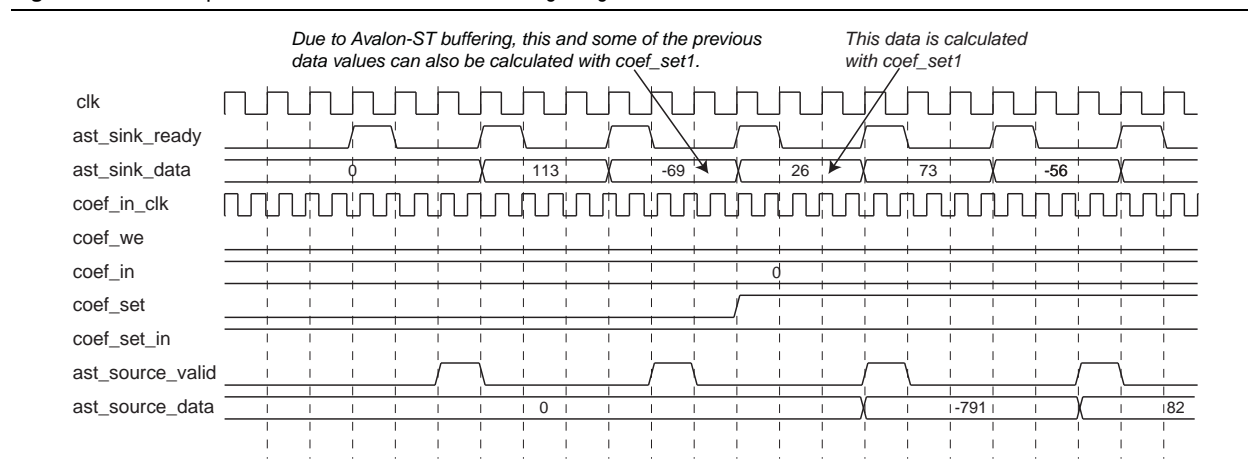 Due to Avalon-ST buffering, this and some of the previous
data values can also be calculated with coef_set1.
This data is calculated
with coef_set1
clk
ast_sink_ready
ast_sink_data
0
113
-69
26
73
-56
coef_in_clk
coef_we
coef_in
0
coef_set
coef_set_in
ast_source_valid
ast_source_data
0
-791
82